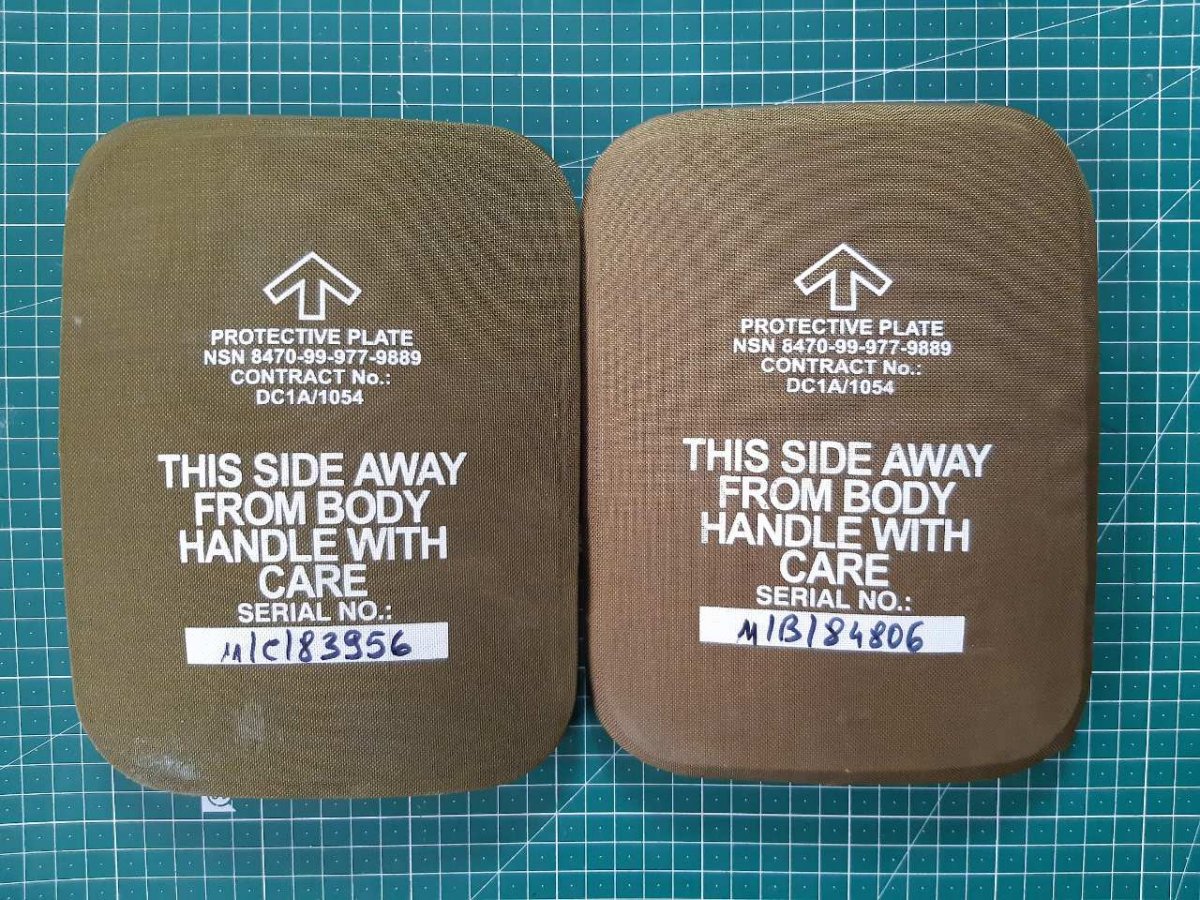 PROTECTIVE PLATE
NSN 8470-99-977-9889
CONTRACT No.:
DC1A/1054
THIS SIDE AWAY
FROM BODY
HANDLE WITH
CARE
SERIAL NO.:
M/C/83956
PROTECTIVE PLATE
NSN 8470-99-977-9889
CONTRACT No.:
DC1A/1054
THIS SIDE AWAY
FROM BODY
HANDLE WITH
CARE
SERIAL NO.:
M/B/84806